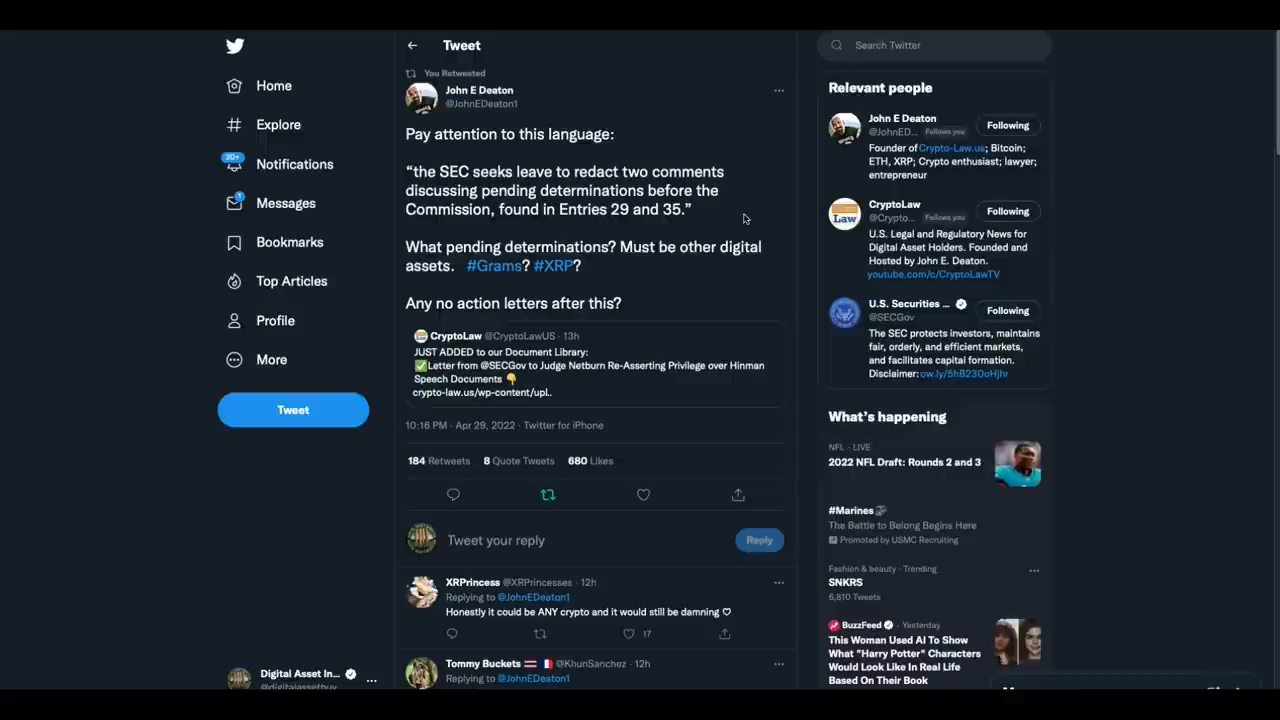 Home
Explore
20+
Notifications
1
Messages
Bookmarks
Top Articles
Profile
More
Tweet
Digital Asset In...
@digitalassetbuy
Tweet
You Retweeted
John E Deaton
@JohnEDeaton1
Pay attention to this language:
“the SEC seeks leave to redact two comments
discussing pending determinations before the
Commission, found in Entries 29 and 35.”
What pending determinations? Must be other digital
assets. #Grams? #XRP?
Any no action letters after this?
CryptoLaw @CryptoLawUS · 13h
JUST ADDED to our Document Library:
✅Letter from @SECGov to Judge Netburn Re-Asserting Privilege over Hinman
Speech Documents 👇
crypto-law.us/wp-content/upl..
10:16 PM · Apr 29, 2022 · Twitter for iPhone
184 Retweets 8 Quote Tweets 680 Likes
Tweet your reply
Reply
XRPrincess @XRPrincesses · 12h
Replying to @JohnEDeaton1
Honestly it could be ANY crypto and it would still be damning ♡
17
Tommy Buckets 🇹🇭 🇫🇷 @KhunSanchez · 12h
Replying to @JohnEDeaton1
Search Twitter
Relevant people
John E Deaton
@JohnED... Follows you
Following
Founder of Crypto-Law.us; Bitcoin;
ETH, XRP; Crypto enthusiast; lawyer;
entrepreneur
Law
CryptoLaw
@Crypto... Follows you
Following
U.S. Legal and Regulatory News for
Digital Asset Holders. Founded and
Hosted by John E. Deaton.
youtube.com/c/CryptoLawTV
U.S. Securities ...
@SECGov
Following
The SEC protects investors, maintains
fair, orderly, and efficient markets,
and facilitates capital formation.
Disclaimer: ow.ly/5hB23OoHjhr
What's happening
NFL · LIVE
2022 NFL Draft: Rounds 2 and 3
#Marines
The Battle to Belong Begins Here
Promoted by USMC Recruiting
Fashion & beauty · Trending
SNKRS
6,810 Tweets
BuzzFeed · Yesterday
This Woman Used AI To Show
What "Harry Potter" Characters
Would Look Like In Real Life
Based On Their Book